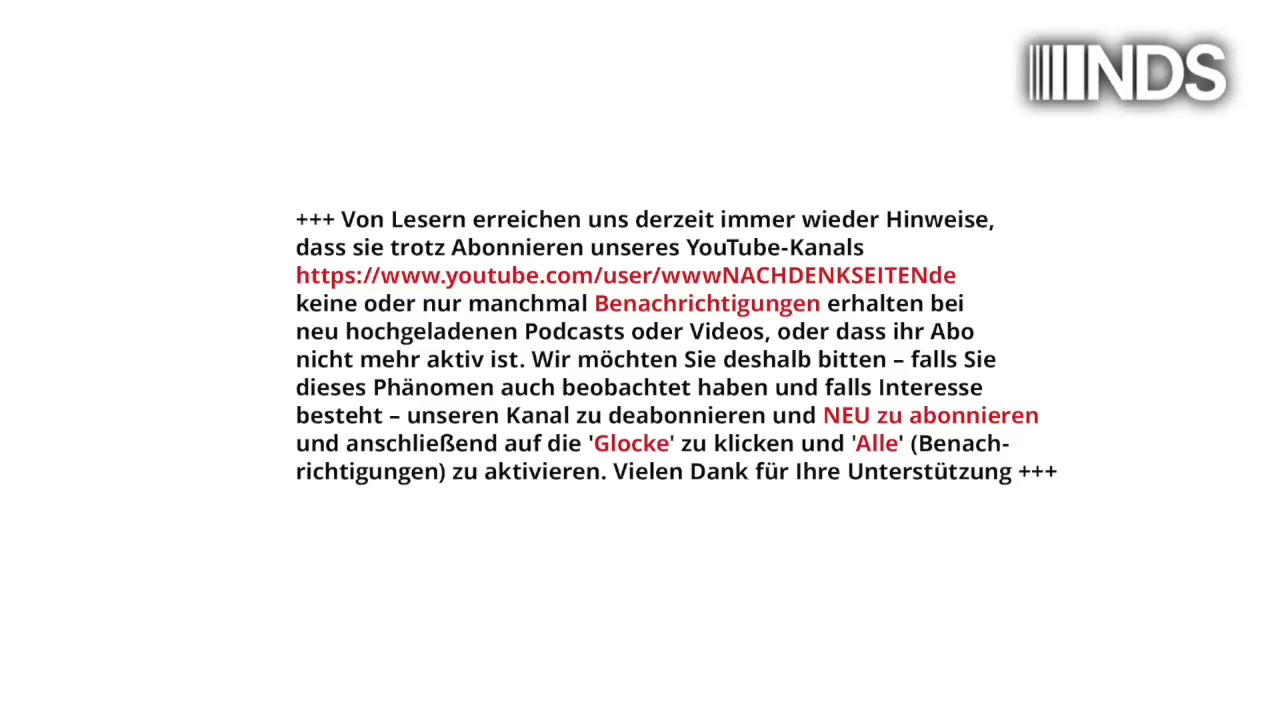 NDS
+++ Von Lesern erreichen uns derzeit immer wieder Hinweise,
dass sie trotz Abonnieren unseres YouTube-Kanals
https://www.youtube.com/user/wwwNACHDENKSEITENde
keine oder nur manchmal Benachrichtigungen erhalten bei
neu hochgeladenen Podcasts oder Videos, oder dass ihr Abo
nicht mehr aktiv ist. Wir möchten Sie deshalb bitten – falls Sie
dieses Phänomen auch beobachtet haben und falls Interesse
besteht – unseren Kanal zu deabonnieren und NEU zu abonnieren
und anschließend auf die 'Glocke' zu klicken und 'Alle' (Benach-
richtigungen) zu aktivieren. Vielen Dank für Ihre Unterstützung +++